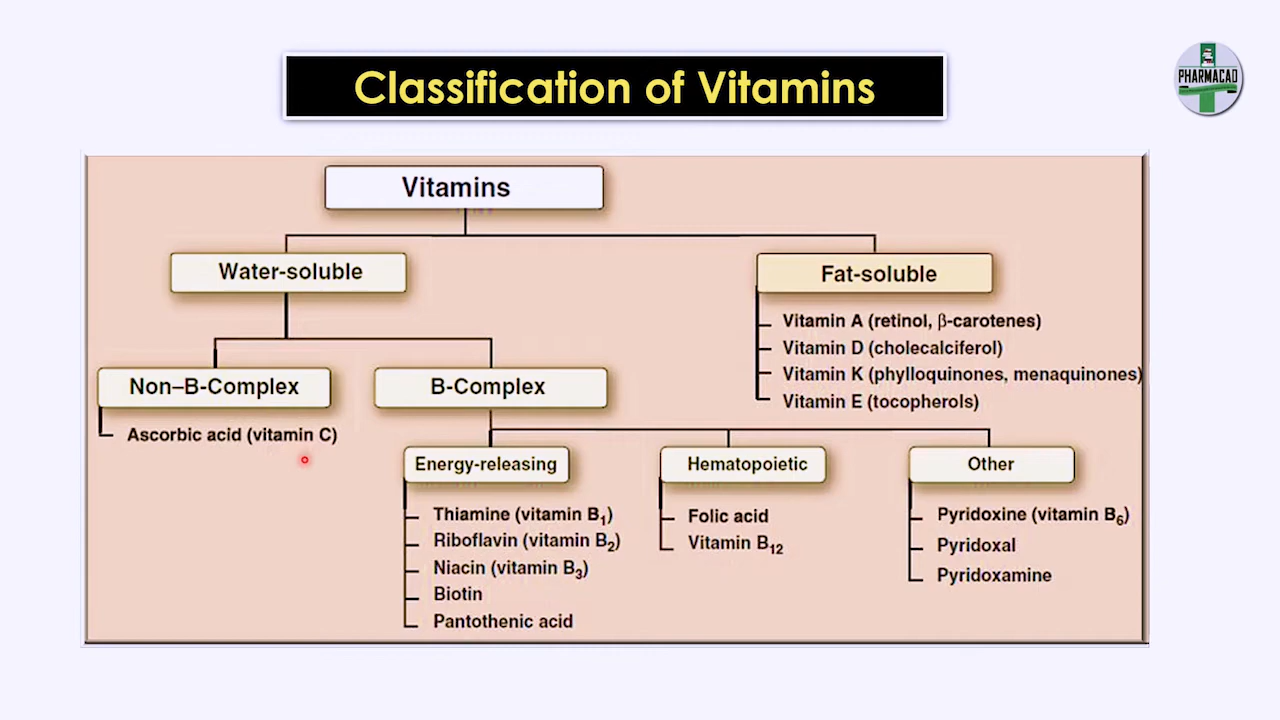 Classification of Vitamins
PHARMACAD
Vitamins
Water-soluble
Fat-soluble
Vitamin A (retinol, β-carotenes)
Vitamin D (cholecalciferol)
Vitamin K (phylloquinones, menaquinones)
Vitamin E (tocopherols)
Non–B-Complex
Ascorbic acid (vitamin C)
B-Complex
Energy-releasing
Thiamine (vitamin B₁)
Riboflavin (vitamin B₂)
Niacin (vitamin B₃)
Biotin
Pantothenic acid
Hematopoietic
Folic acid
Vitamin B₁₂
Other
Pyridoxine (vitamin B₆)
Pyridoxal
Pyridoxamine